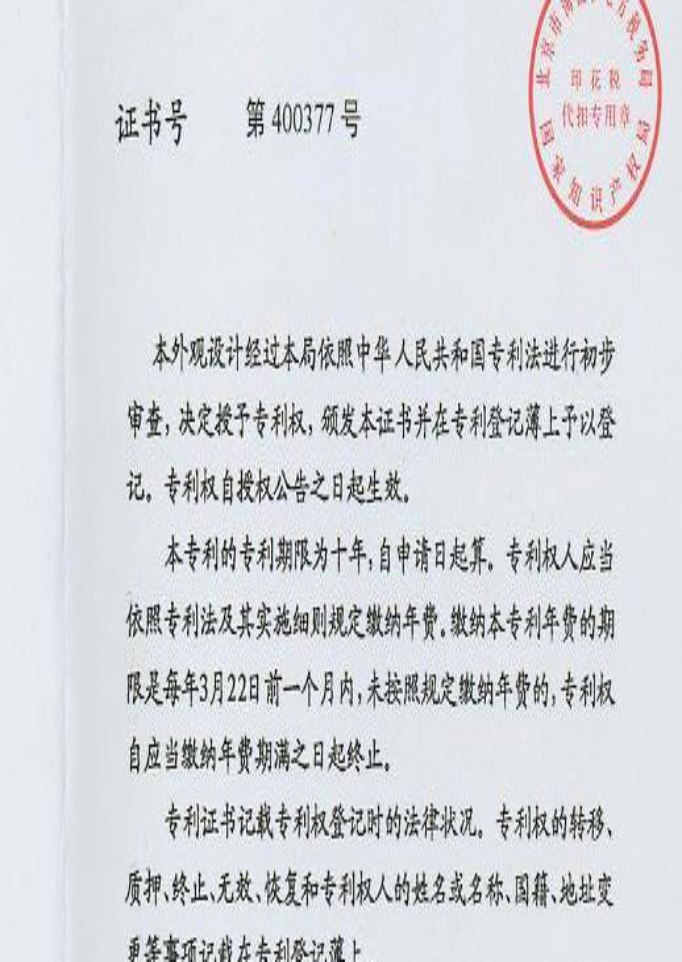 北京市海淀区地方税务局
印花税
代扣专用章
国家知识产权局
证书号 第400377号
本外观设计经过本局依照中华人民共和国专利法进行初步
审查，决定授予专利权，颁发本证书并在专利登记薄上予以登
记。专利权自授权公告之日起生效。
本专利的专利期限为十年，自申请日起算。专利权人应当
依照专利法及其实施细则规定缴纳年费。缴纳本专利年费的期
限是每年3月22日前一个月内，未按照规定缴纳年费的，专利权
自应当缴纳年费期满之日起终止。
专利证书记载专利权登记时的法律状况。专利权的转移、
质押、终止、无效、恢复和专利权人的姓名或名称、国籍、地址变
更等事项记载在专利登记薄上